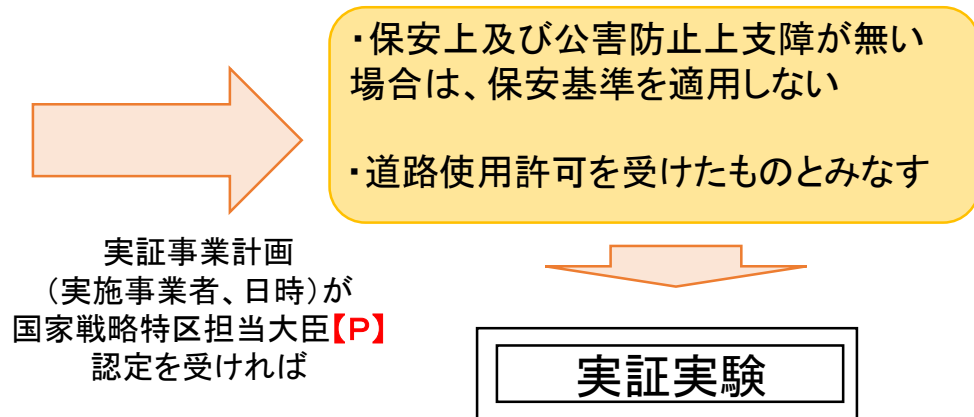 ・保安上及び公害防止上支障が無い
場合は、保安基準を適用しない
・道路使用許可を受けたものとみなす
実証事業計画
（実施事業者、日時）が
国家戦略特区担当大臣【P】
認定を受ければ
実証実験